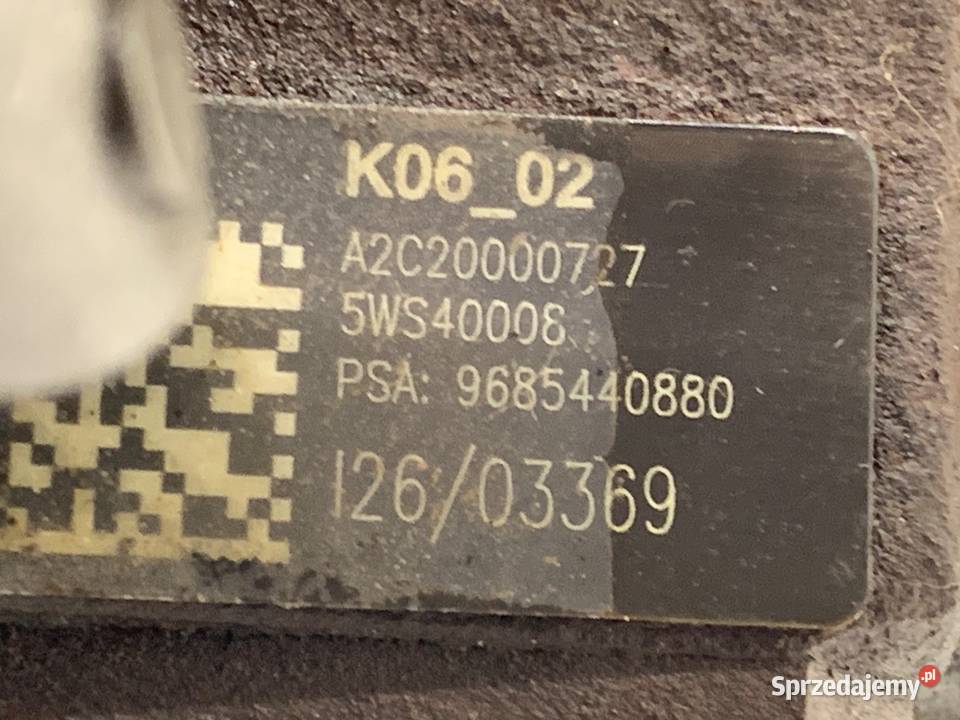 K06_02
A2C20000727
5WS40008
PSA: 9685440880
I26/03369
Sprzedajemy.pl